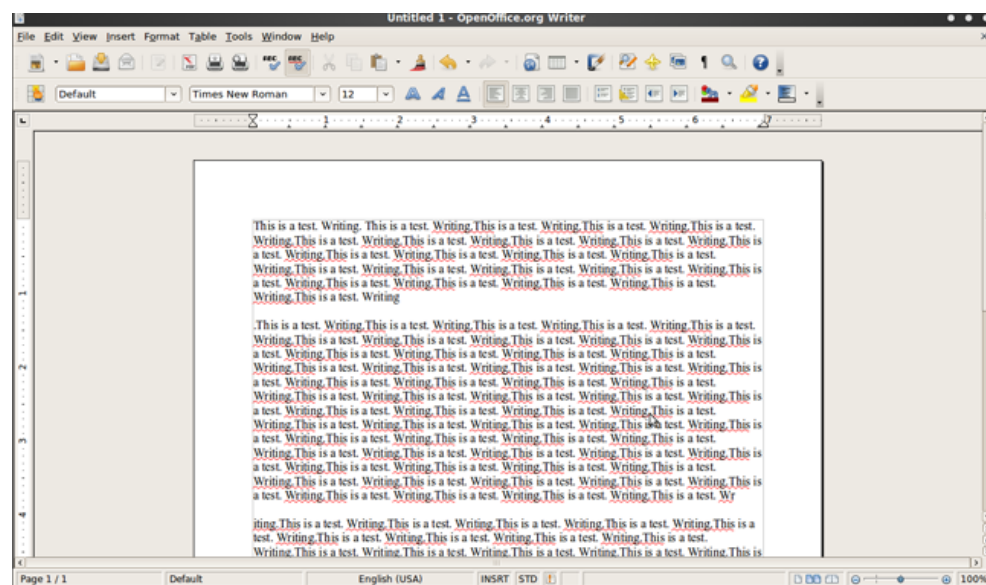 Untitled 1 - OpenOffice.org Writer
File Edit View Insert Format Table Tools Window Help
Default Times New Roman 12
1 2 3 4 5 6 7
This is a test. Writing. This is a test. Writing.This is a test. Writing.This is a test. Writing.This is a test.
Writing.This is a test. Writing.This is a test. Writing.This is a test. Writing.This is a test. Writing.This is
a test. Writing.This is a test. Writing.This is a test. Writing.This is a test. Writing.This is a test.
Writing.This is a test. Writing.This is a test. Writing.This is a test. Writing.This is a test. Writing.This is
a test. Writing.This is a test. Writing.This is a test. Writing.This is a test. Writing.This is a test.
Writing.This is a test. Writing
.This is a test. Writing.This is a test. Writing.This is a test. Writing.This is a test. Writing.This is a test.
Writing.This is a test. Writing.This is a test. Writing.This is a test. Writing.This is a test. Writing.This is
a test. Writing.This is a test. Writing.This is a test. Writing.This is a test. Writing.This is a test.
Writing.This is a test. Writing.This is a test. Writing.This is a test. Writing.This is a test. Writing.This is
a test. Writing.This is a test. Writing.This is a test. Writing.This is a test. Writing.This is a test.
Writing.This is a test. Writing.This is a test. Writing.This is a test. Writing.This is a test. Writing.This is
a test. Writing.This is a test. Writing.This is a test. Writing.This is a test. Writing.This is a test.
Writing.This is a test. Writing.This is a test. Writing.This is a test. Writing.This is a test. Writing.This is
a test. Writing.This is a test. Writing.This is a test. Writing.This is a test. Writing.This is a test.
Writing.This is a test. Writing.This is a test. Writing.This is a test. Writing.This is a test. Writing.This is
a test. Writing.This is a test. Writing.This is a test. Writing.This is a test. Writing.This is a test.
Writing.This is a test. Writing.This is a test. Writing.This is a test. Writing.This is a test. Writing.This is
a test. Writing.This is a test. Writing.This is a test. Writing.This is a test. Writing.This is a test. Wr
iting.This is a test. Writing.This is a test. Writing.This is a test. Writing.This is a test. Writing.This is a
test. Writing.This is a test. Writing.This is a test. Writing.This is a test. Writing.This is a test.
Writing.This is a test. Writing.This is a test. Writing.This is a test. Writing.This is a test. Writing.This is
1
2
3
4
Page 1 / 1 Default English (USA) INSRT STD 100%